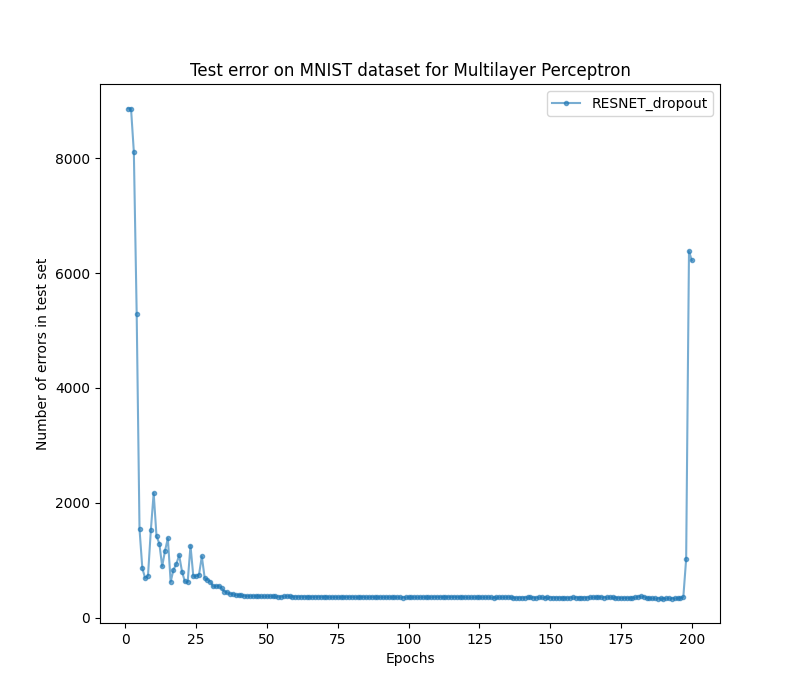 Test error on MNIST dataset for Multilayer Perceptron
RESNET_dropout
Number of errors in test set
8000
6000
4000
2000
0
0 25 50 75 100 125 150 175 200
Epochs